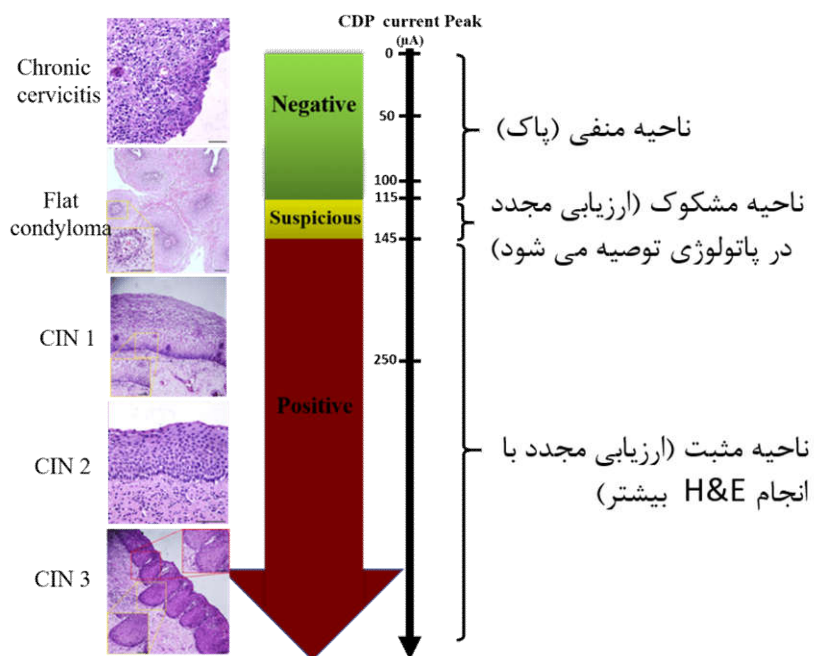 CDP current Peak
(µA)
Chronic
cervicitis
Flat
condyloma
CIN 1
CIN 2
CIN 3
Negative
Suspicious
Positive
0
50
100
115
145
250
ناحیه منفی (پاک)
ناحیه مشکوک (ارزیابی مجدد
در پاتولوژی توصیه می شود)
ناحیه مثبت (ارزیابی مجدد با
انجام H&E بیشتر)